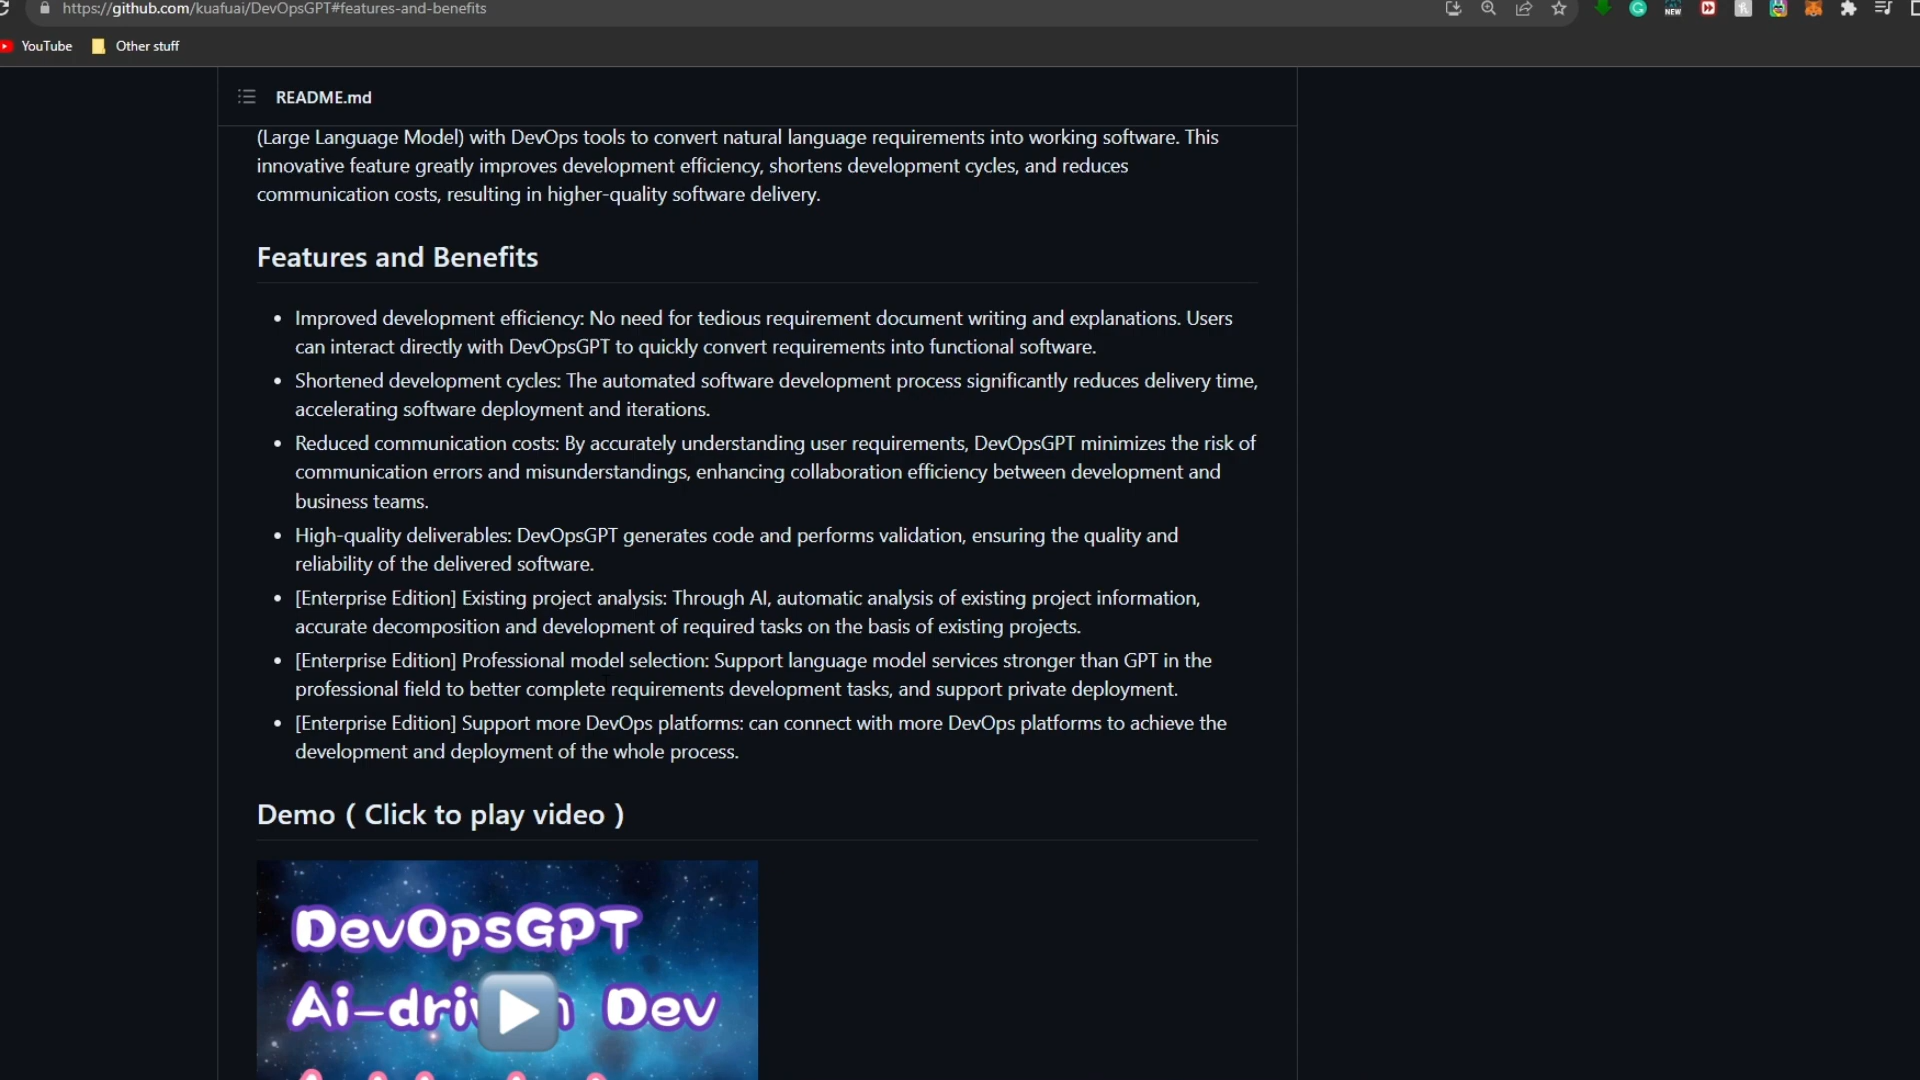 https://github.com/kuafuai/DevOpsGPT#features-and-benefits
NEW
YouTube
Other stuff
README.md
(Large Language Model) with DevOps tools to convert natural language requirements into working software. This
innovative feature greatly improves development efficiency, shortens development cycles, and reduces
communication costs, resulting in higher-quality software delivery.
Features and Benefits
• Improved development efficiency: No need for tedious requirement document writing and explanations. Users
can interact directly with DevOpsGPT to quickly convert requirements into functional software.
• Shortened development cycles: The automated software development process significantly reduces delivery time,
accelerating software deployment and iterations.
• Reduced communication costs: By accurately understanding user requirements, DevOpsGPT minimizes the risk of
communication errors and misunderstandings, enhancing collaboration efficiency between development and
business teams.
• High-quality deliverables: DevOpsGPT generates code and performs validation, ensuring the quality and
reliability of the delivered software.
• [Enterprise Edition] Existing project analysis: Through AI, automatic analysis of existing project information,
accurate decomposition and development of required tasks on the basis of existing projects.
• [Enterprise Edition] Professional model selection: Support language model services stronger than GPT in the
professional field to better complete requirements development tasks, and support private deployment.
• [Enterprise Edition] Support more DevOps platforms: can connect with more DevOps platforms to achieve the
development and deployment of the whole process.
Demo ( Click to play video )
DevOpsGPT
Dev